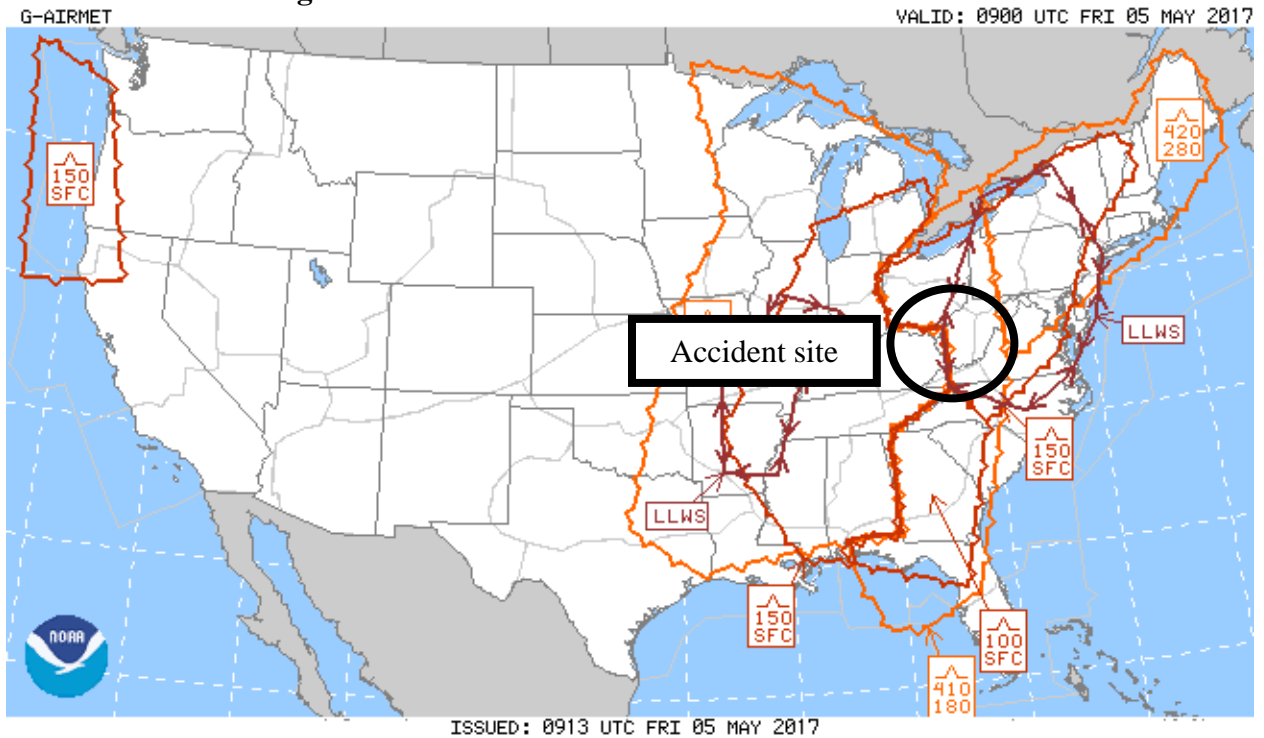 G-AIRMET
VALID: 0900 UTC FRI 05 MAY 2017
150
SFC
420
280
LLWS
Accident site
150
SFC
LLWS
150
SFC
100
SFC
410
180
NOAA
ISSUED: 0913 UTC FRI 05 MAY 2017